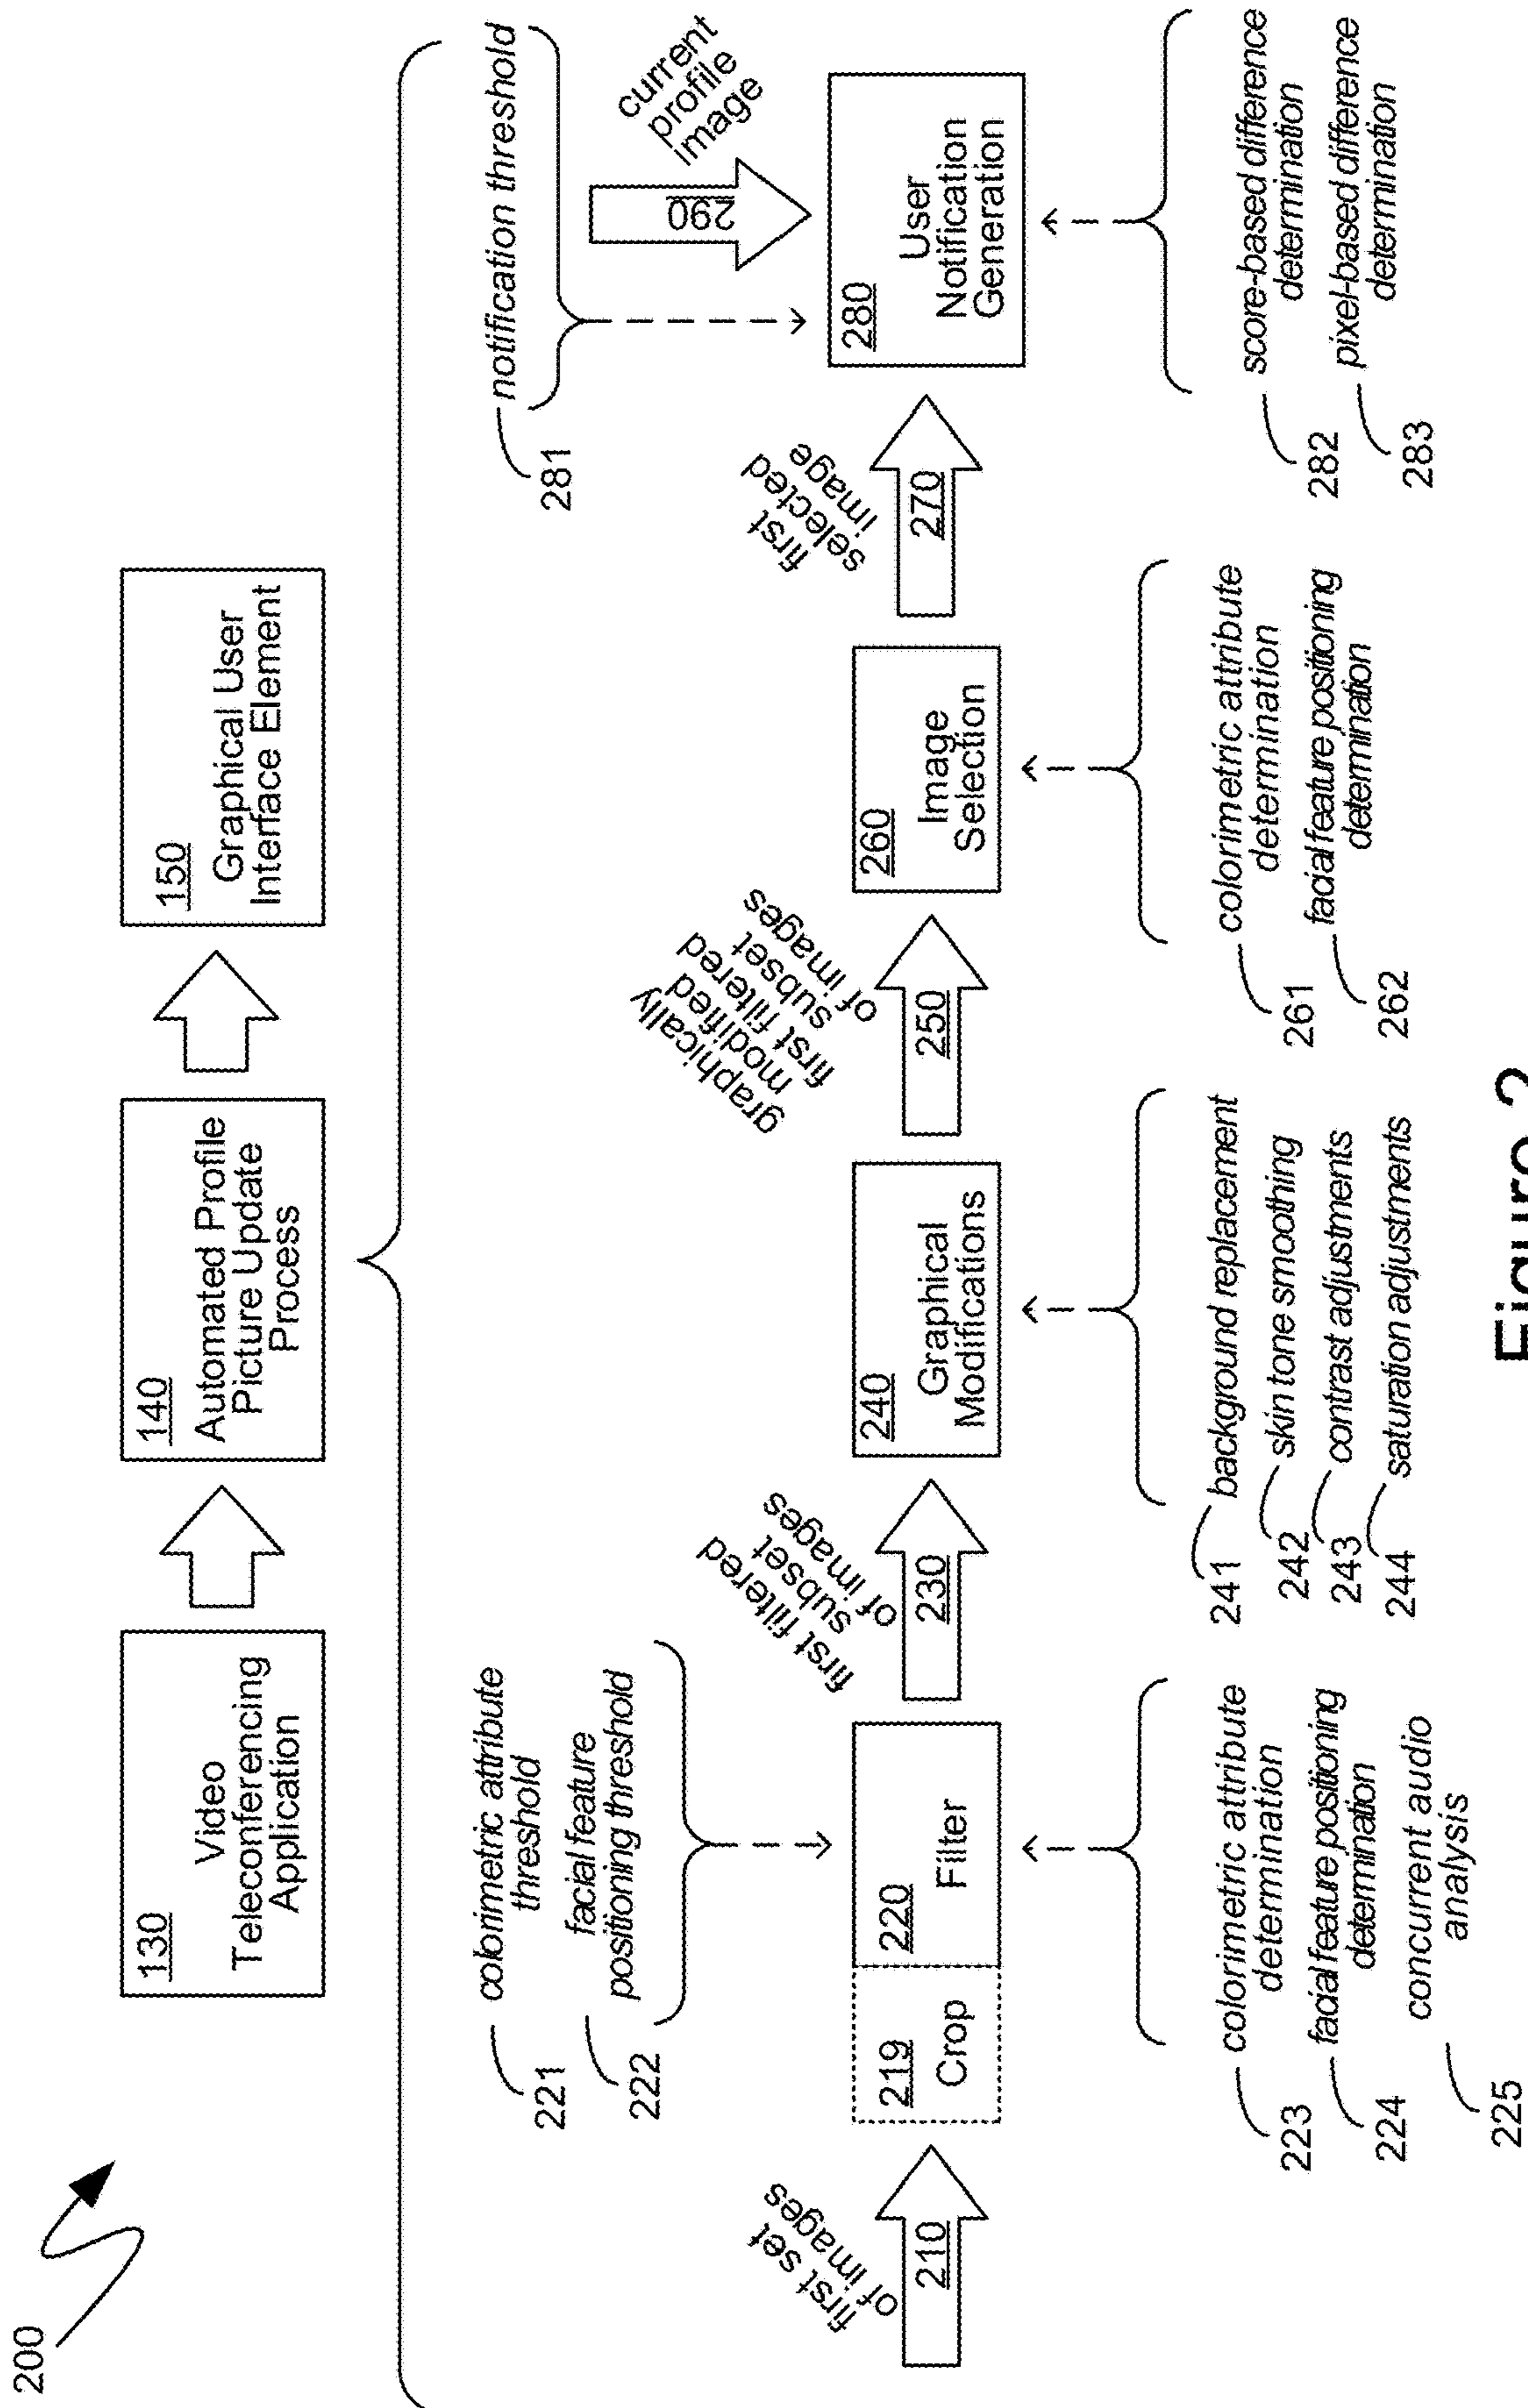 200
130
Video
Teleconferencing
Application
140
Automated Profile
Picture Update
Process
150
Graphical User
Interface Element
221
colorimetric attribute
threshold
222
facial feature
positioning threshold
281
notification threshold
first set
of images
210
219
Crop
220
Filter
first filtered
subset
of images
230
240
Graphical
Modifications
graphically
modified
first filtered
subset
of images
250
260
Image
Selection
first
selected
image
270
280
User
Notification
Generation
290
current
profile
image
223
colorimetric attribute
determination
224
facial feature positioning
determination
225
concurrent audio
analysis
241
background replacement
242
skin tone smoothing
243
contrast adjustments
244
saturation adjustments
261
colorimetric attribute
determination
262
facial feature positioning
determination
282
score-based difference
determination
283
pixel-based difference
determination
Figure 2